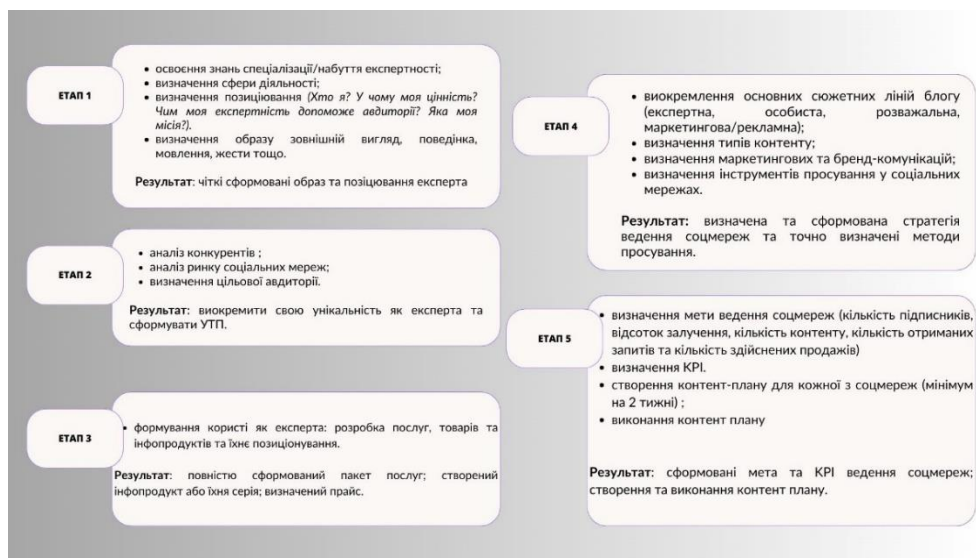 ЕТАП 1
освоєння знань спеціалізації/набуття експертності;
визначення сфери діяльності;
визначення позиціювання (Хто я? У чому моя цінність?
Чим моя експертність допоможе авдиторії? Яка моя
місія?).
визначення образу зовнішній вигляд, поведінка,
мовлення, жести тощо.
Результат: чіткі сформовані образ та позіцювання експерта
ЕТАП 2
аналіз конкурентів ;
аналіз ринку соціальних мереж;
визначення цільової авдиторії.
Результат: виокремити свою унікальність як експерта та
сформувати УТП.
ЕТАП 3
формування користі як експерта: розробка послуг, товарів та
інфопродуктів та їхнє позиціонування.
Результат: повністю сформований пакет послуг; створений
інфопродукт або їхня серія; визначений прайс.
ЕТАП 4
виокремлення основних сюжетних ліній блогу
(експертна, особиста, розважальна,
маркетингова/рекламна);
визначення типів контенту;
визначення маркетингових та бренд-комунікацій;
визначення інструментів просування у соціальних
мережах.
Результат: визначена та сформована стратегія
ведення соцмереж та точно визначені методи
просування.
ЕТАП 5
визначення мети ведення соцмереж (кількість підписників,
відсоток залучення, кількість контенту, кількість отриманих
запитів та кількість здійснених продажів)
визначення KPI.
створення контент-плану для кожної з соцмереж (мінімум
на 2 тижні) ;
виконання контент плану
Результат: сформовані мета та KPI ведення соцмереж;
створення та виконання контент плану.